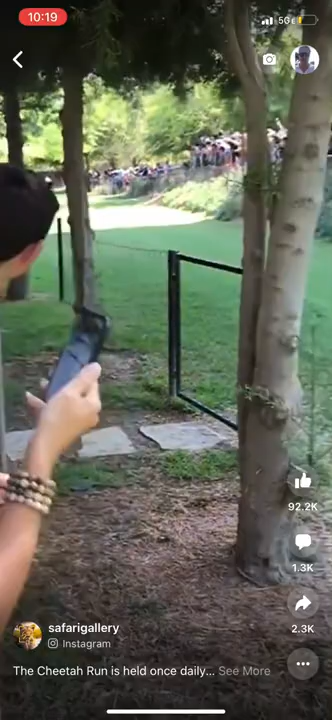 10:19
5G
92.2K
1.3K
2.3K
safarigallery
Instagram
The Cheetah Run is held once daily... See More